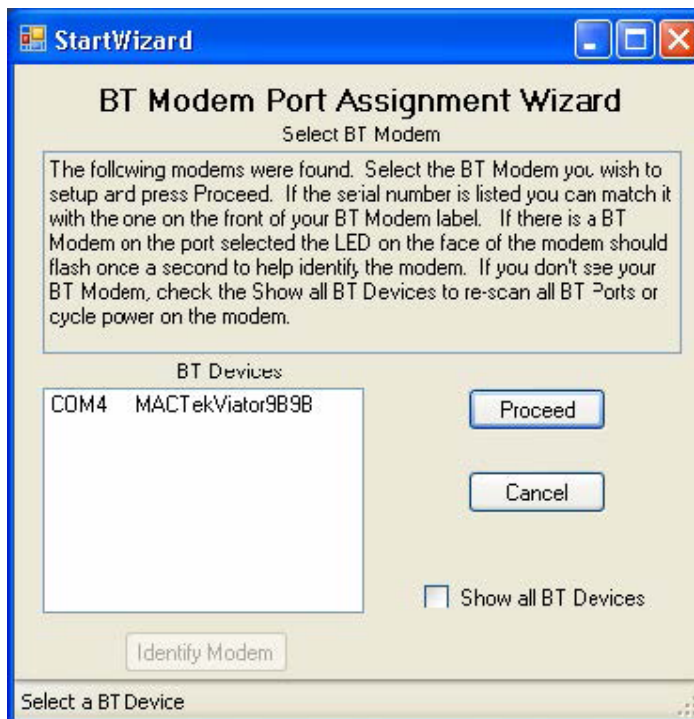 StartWizard
BT Modem Port Assignment Wizard
Select BT Modem
The following modems were found. Select the BT Modem you wish to
setup and press Proceed. If the serial number is listed you can match it
with the one on the front of your BT Modem label. If there is a BT
Modem on the port selected the LED on the face of the modem should
flash once a second to help identify the modem. If you don't see your
BT Modem, check the Show all BT Devices to re-scan all BT Ports or
cycle power on the modem.
BT Devices
COM4 MACTekViator9B9B
Proceed
Cancel
Show all BT Devices
Identify Modem
Select a BT Device